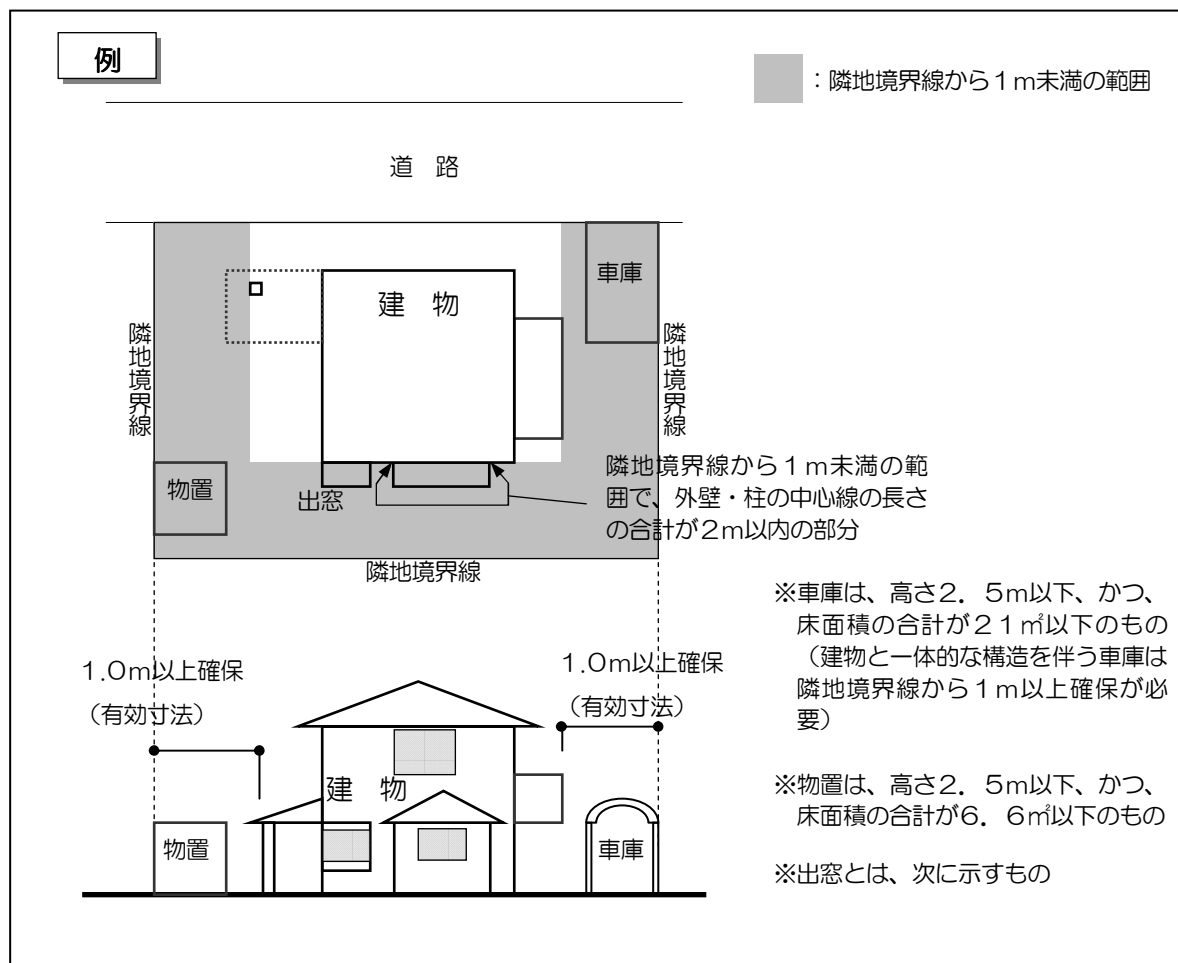 例
：隣地境界線から１ｍ未満の範囲
道　路
車庫
建　物
隣地境界線
隣地境界線
物置
出窓
隣地境界線から１ｍ未満の範
囲で、外壁・柱の中心線の長さ
の合計が２ｍ以内の部分
隣地境界線
※車庫は、高さ２．５ｍ以下、かつ、
床面積の合計が２１㎡以下のもの
（建物と一体的な構造を伴う車庫は
隣地境界線から１ｍ以上確保が必
要）
１.０ｍ以上確保
（有効寸法）
１.０ｍ以上確保
（有効寸法）
建　物
物置
車庫
※物置は、高さ２．５ｍ以下、かつ、
床面積の合計が６．６㎡以下のもの
※出窓とは、次に示すもの